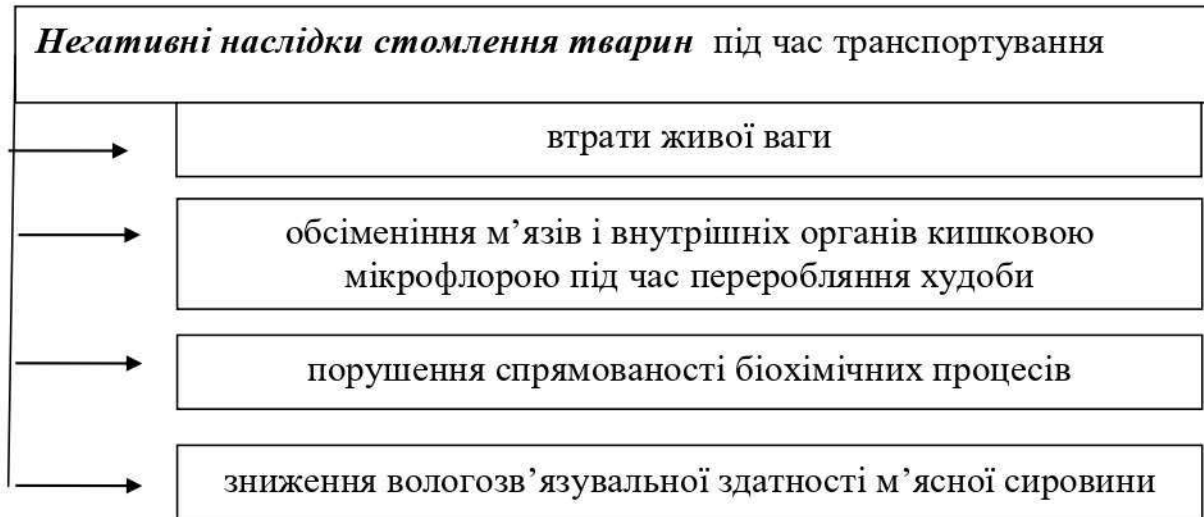 Негативні наслідки стомлення тварин під час транспортування
втрати живої ваги
обсіменіння м’язів і внутрішніх органів кишковою
мікрофлорою під час переробляння худоби
порушення спрямованості біохімічних процесів
зниження вологозв’язувальної здатності м’ясної сировини